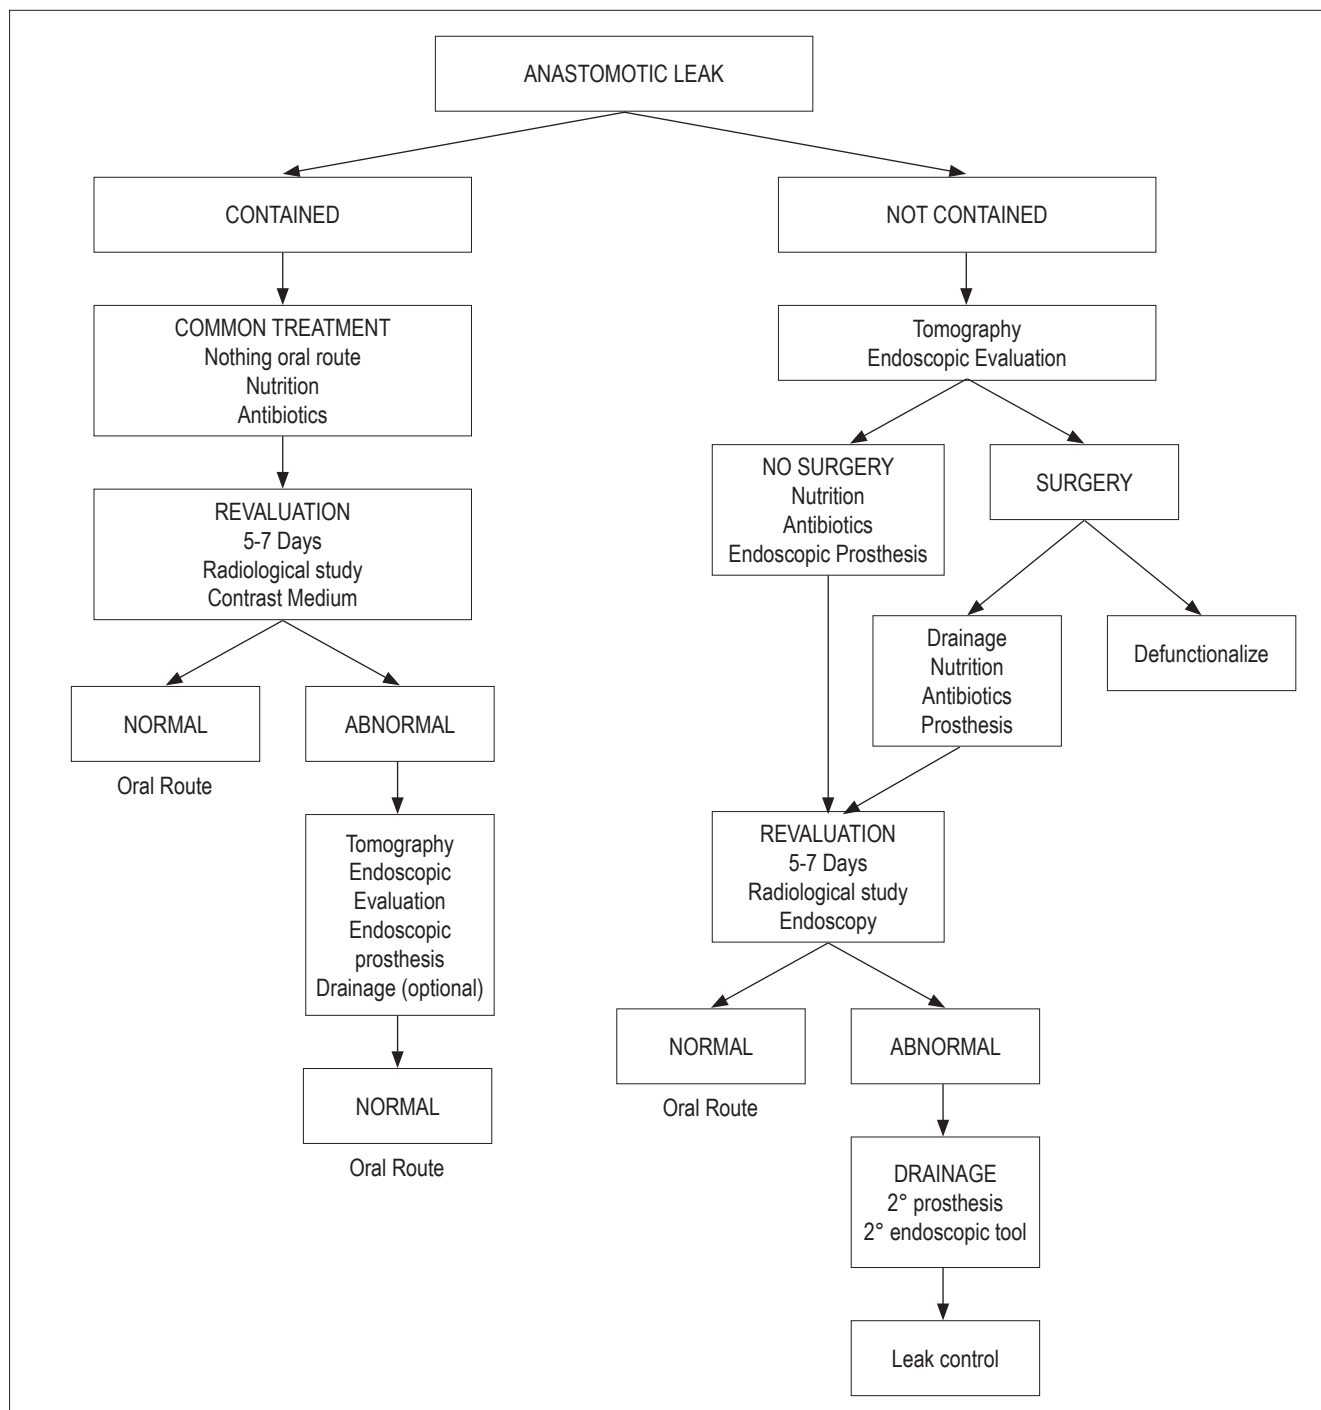 ANASTOMOTIC LEAK
CONTAINED
NOT CONTAINED
COMMON TREATMENT
Nothing oral route
Nutrition
Antibiotics
Tomography
Endoscopic Evaluation
REVALUATION
5-7 Days
Radiological study
Contrast Medium
NO SURGERY
Nutrition
Antibiotics
Endoscopic Prosthesis
SURGERY
Drainage
Nutrition
Antibiotics
Prosthesis
Defunctionalize
NORMAL
Oral Route
ABNORMAL
Tomography
Endoscopic
Evaluation
Endoscopic
prosthesis
Drainage (optional)
NORMAL
Oral Route
REVALUATION
5-7 Days
Radiological study
Endoscopy
NORMAL
Oral Route
ABNORMAL
DRAINAGE
2° prosthesis
2° endoscopic tool
Leak control